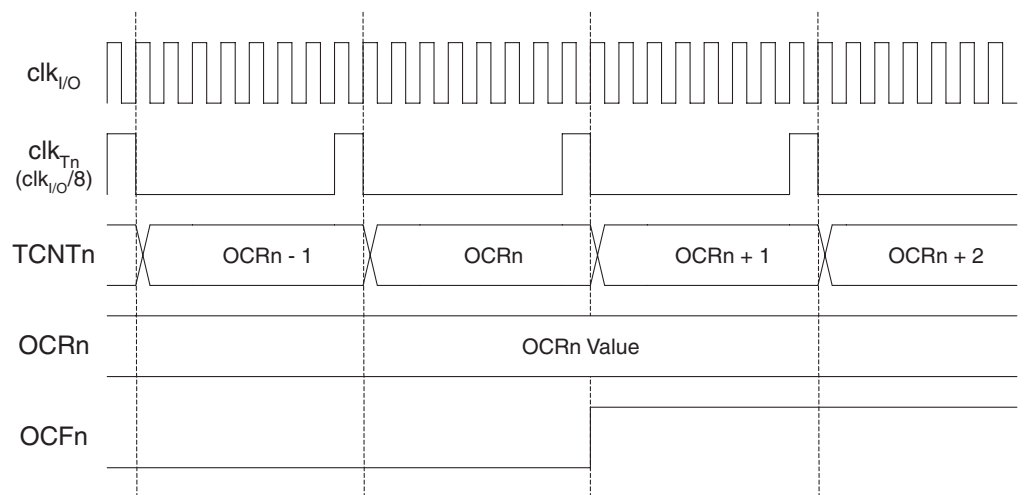 clkI/O
clkTn
(clkI/O/8)
TCNTn
OCRn - 1
OCRn
OCRn + 1
OCRn + 2
OCRn
OCRn Value
OCFn